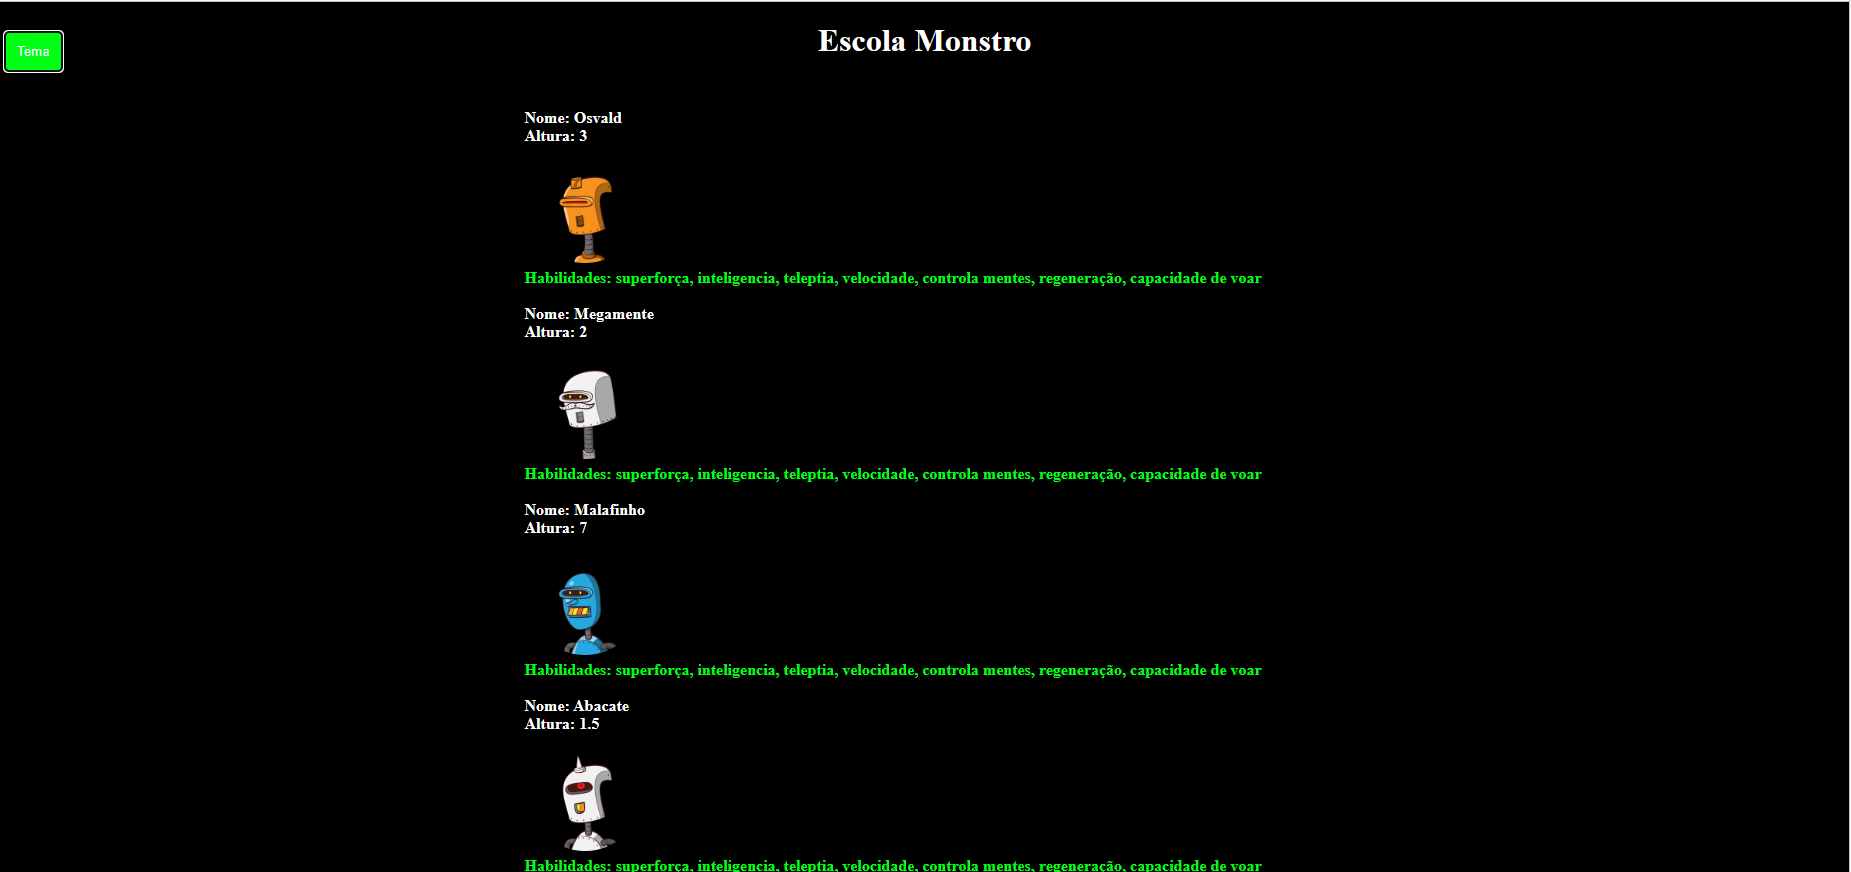 Tema
Escola Monstro
Nome: Osvald
Altura: 3
Habilidades: superforça, inteligencia, teleptia, velocidade, controla mentes, regeneração, capacidade de voar
Nome: Megamente
Altura: 2
Habilidades: superforça, inteligencia, teleptia, velocidade, controla mentes, regeneração, capacidade de voar
Nome: Malafinho
Altura: 7
Habilidades: superforça, inteligencia, teleptia, velocidade, controla mentes, regeneração, capacidade de voar
Nome: Abacate
Altura: 1.5
Habilidades: superforça, inteligencia, teleptia, velocidade, controla mentes, regeneração, capacidade de voar